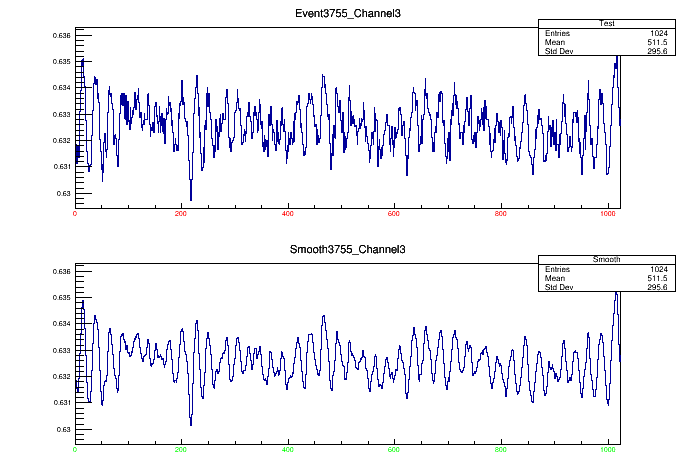 Event3755_Channel3
Test
Entries 1024
Mean 511.5
Std Dev 295.6
0.636
0.635
0.634
0.633
0.632
0.631
0.63
0 200 400 600 800 1000
Smooth3755_Channel3
Smooth
Entries 1024
Mean 511.5
Std Dev 295.6
0.636
0.635
0.634
0.633
0.632
0.631
0.63
0 200 400 600 800 1000